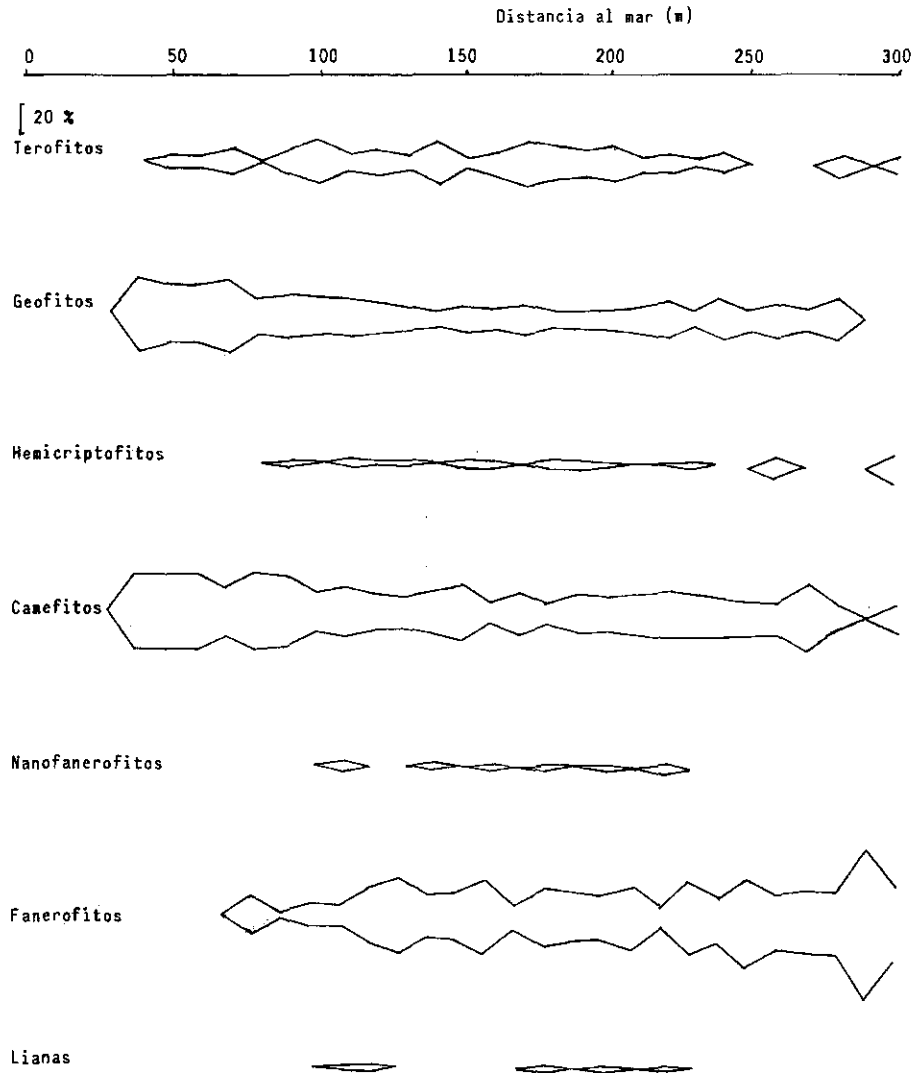 Distancia al mar (m)
0 50 100 150 200 250 300
20 %
Terofitos
Geofitos
Hemicriptofitos
Camefitos
Nanofanerofitos
Fanerofitos
Lianas